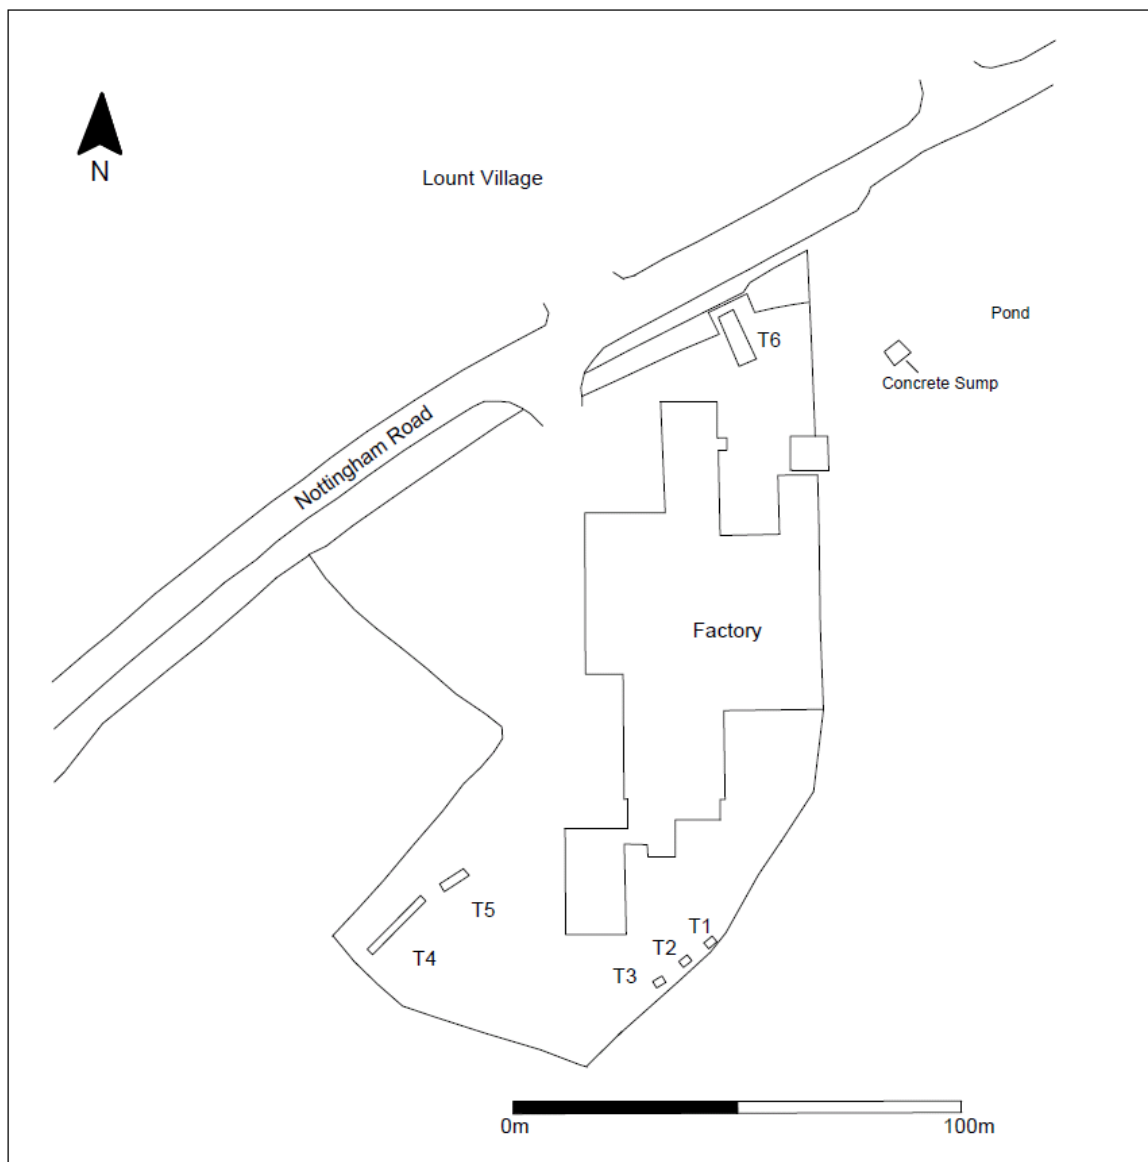 N
Lount Village
Pond
T6
Concrete Sump
Nottingham Road
Factory
T5
T1
T2
T4
T3
0m
100m